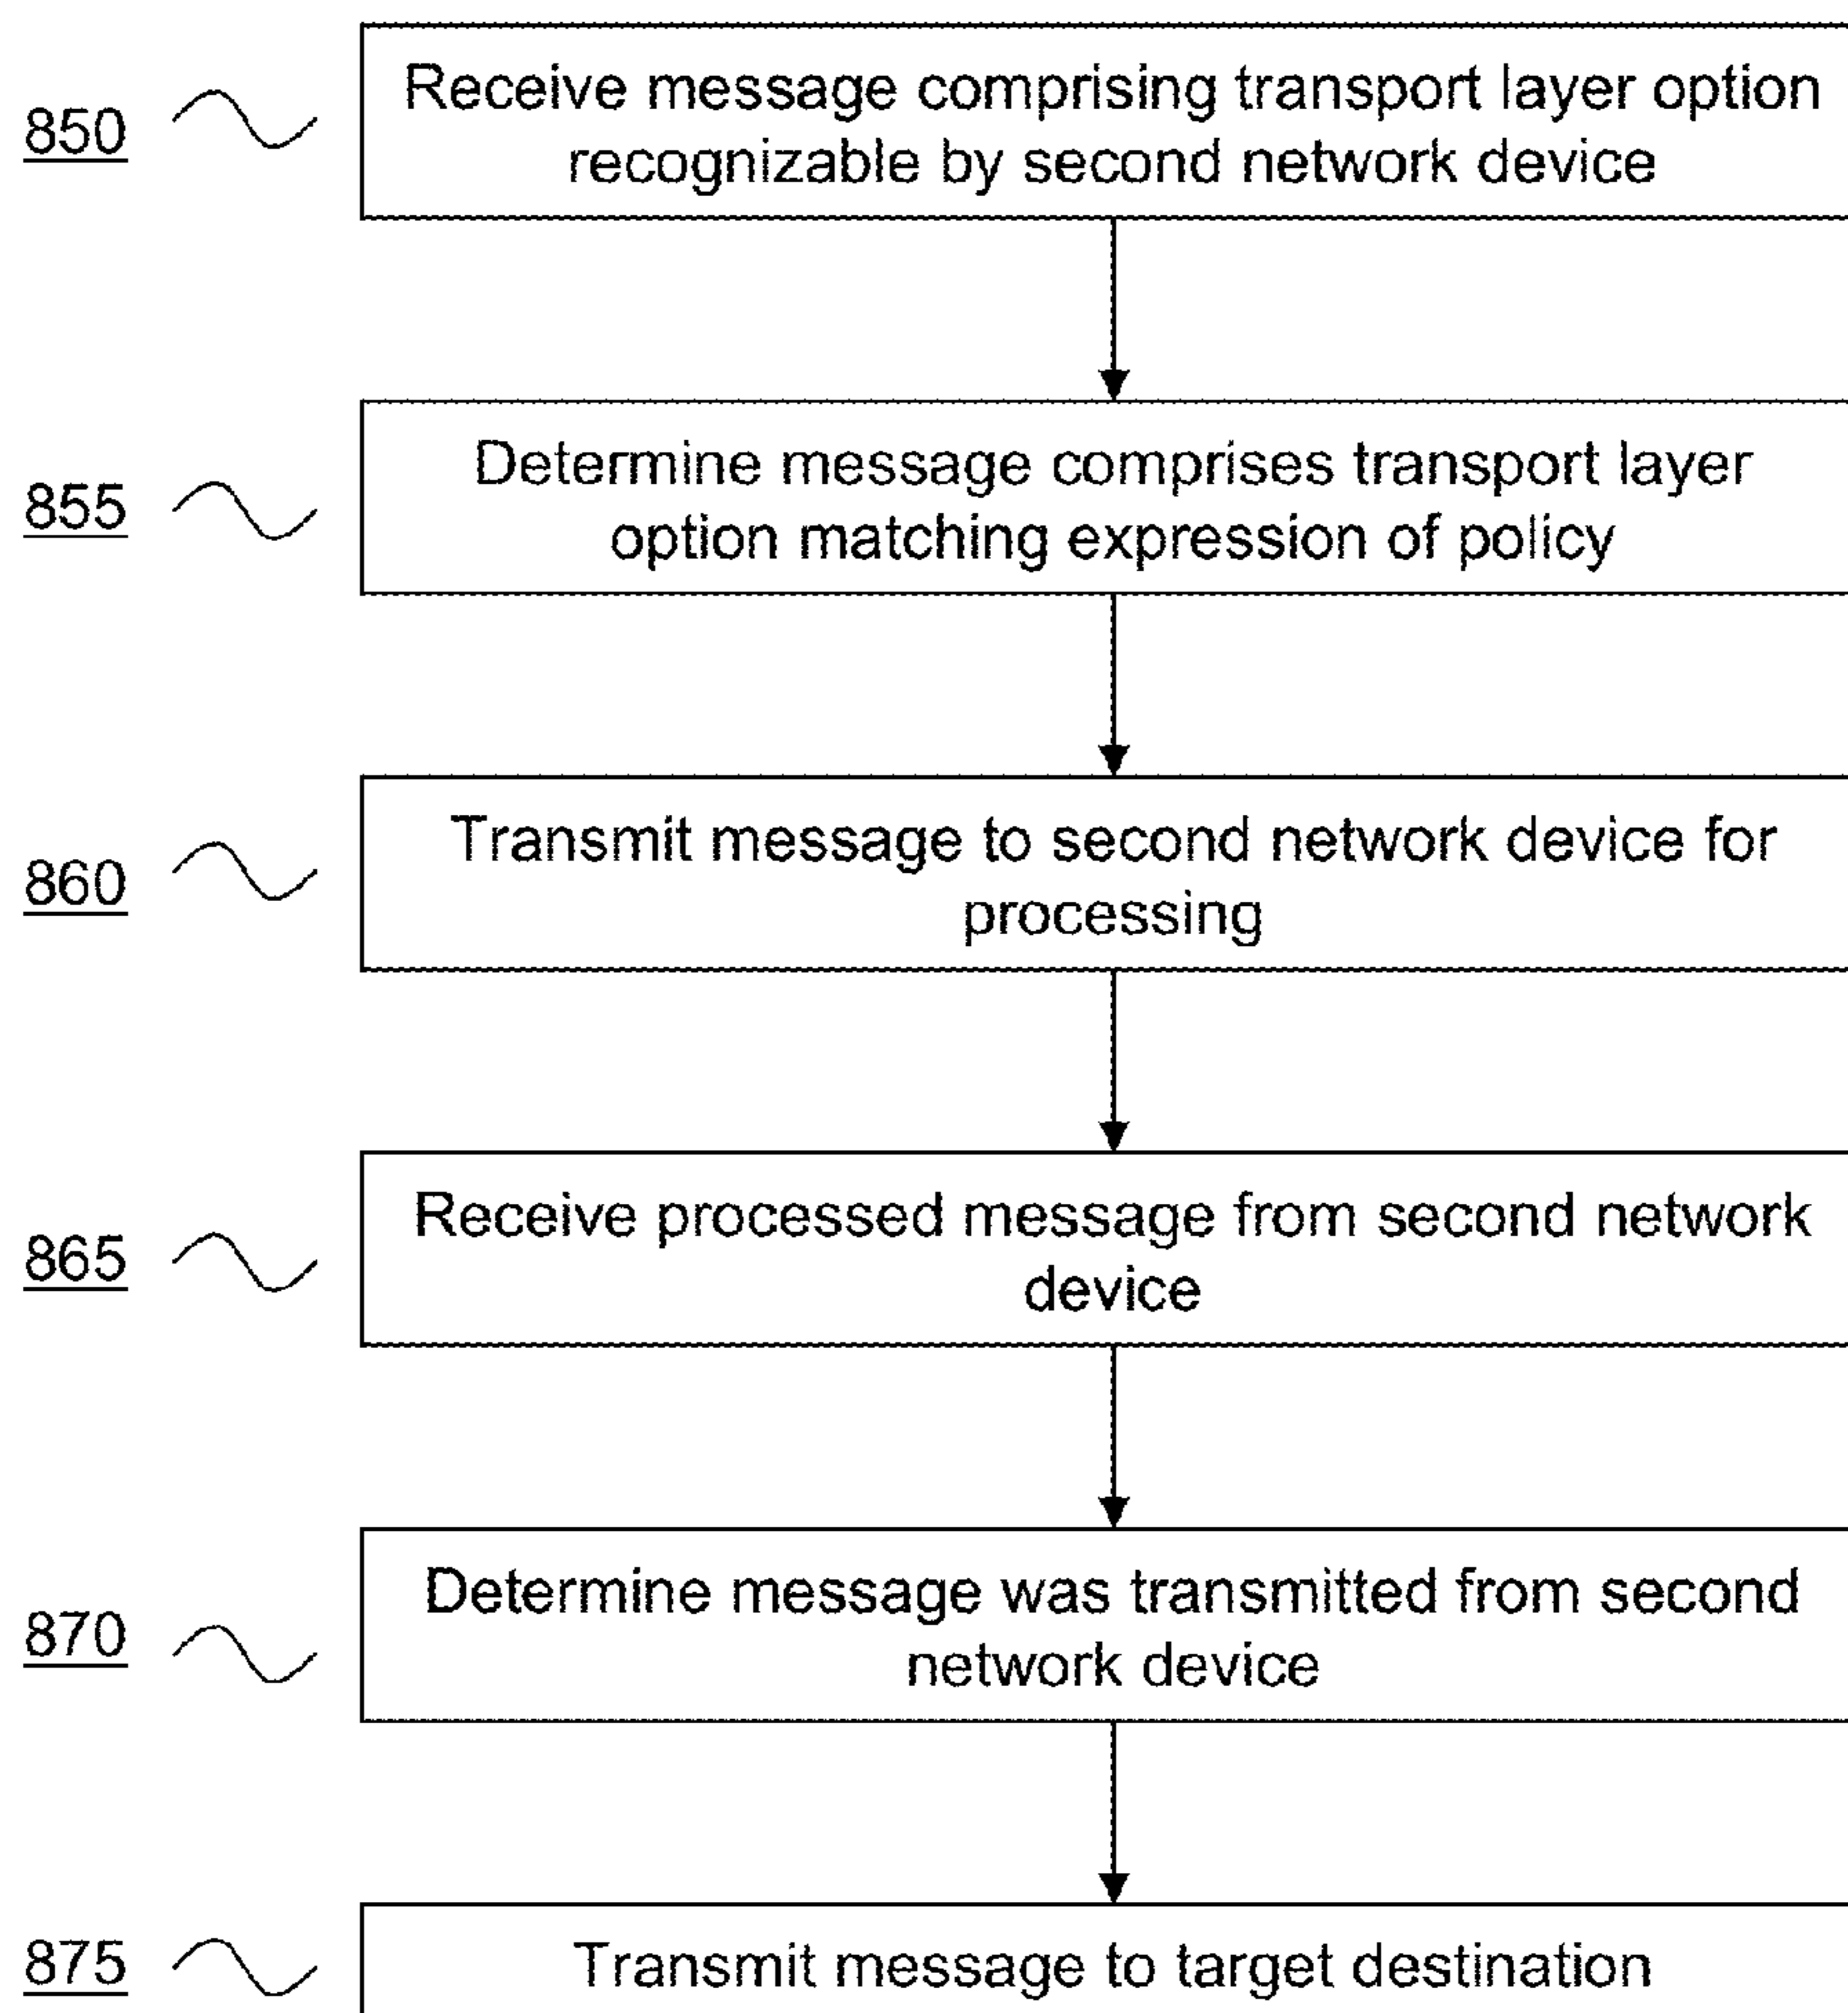 850
Receive message comprising transport layer option
recognizable by second network device
855
Determine message comprises transport layer
option matching expression of policy
860
Transmit message to second network device for
processing
865
Receive processed message from second network
device
870
Determine message was transmitted from second
network device
875
Transmit message to target destination